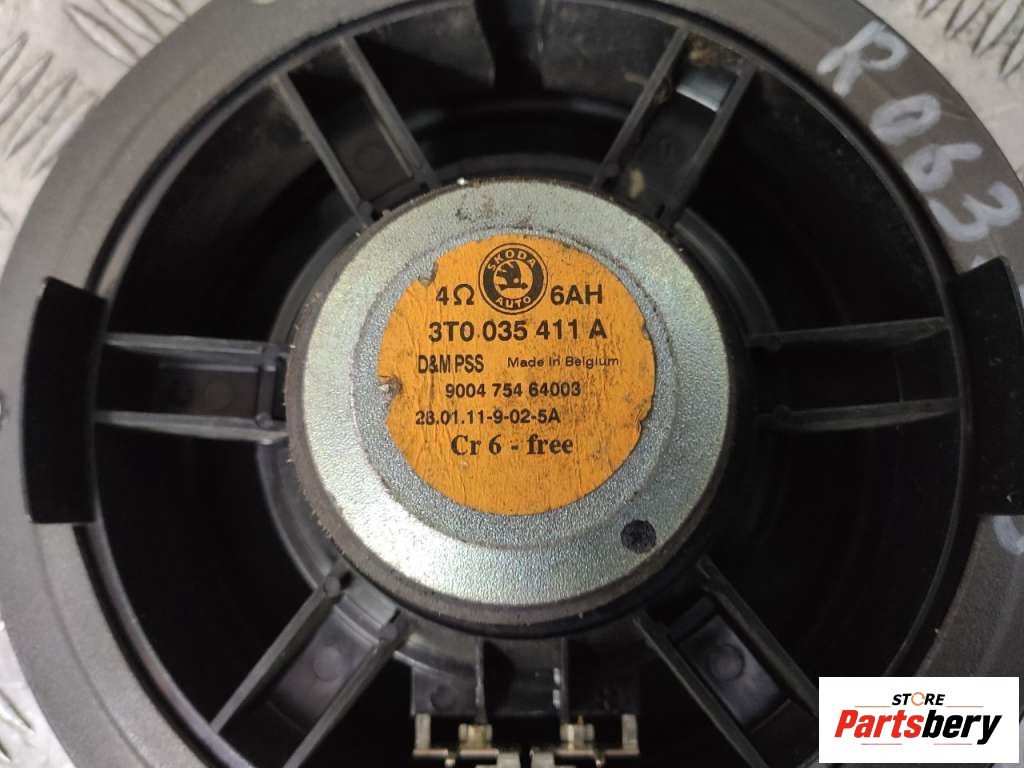 R 063
SKODA
AUTO
4Ω 6AH
3T0 035 411 A
D&M PSS Made in Belgium
9004 754 64003
28.01.11-9-02-5A
Cr 6 - free
STORE
Partsbery